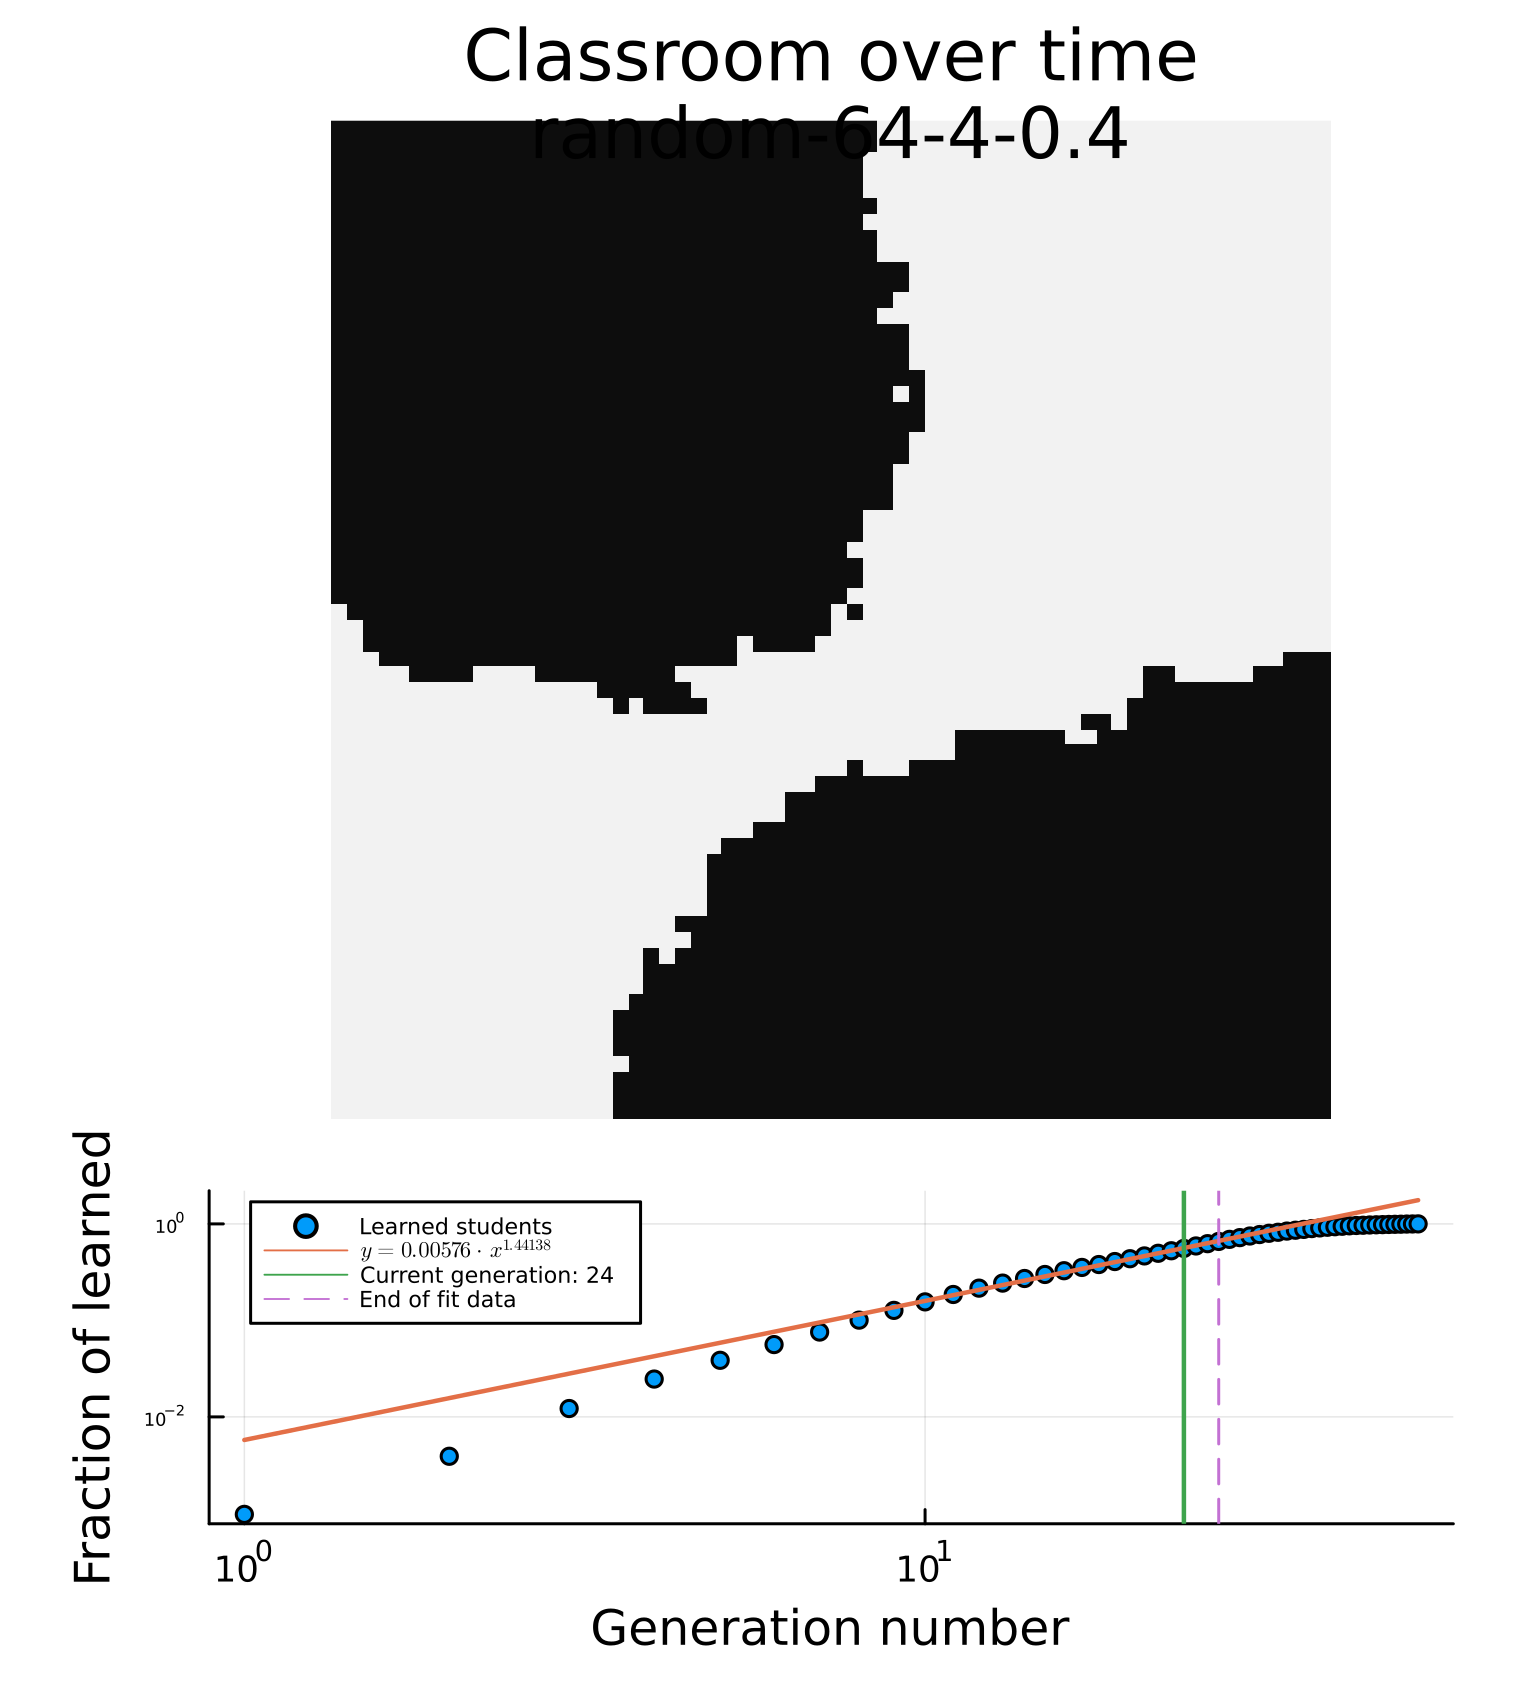 Classroom over time
random-64-4-0.4
Fraction of learned
10⁰
10⁻²
Learned students
y = 0.00576 · x^1.44138
Current generation: 24
End of fit data
10⁰ 10¹
Generation number